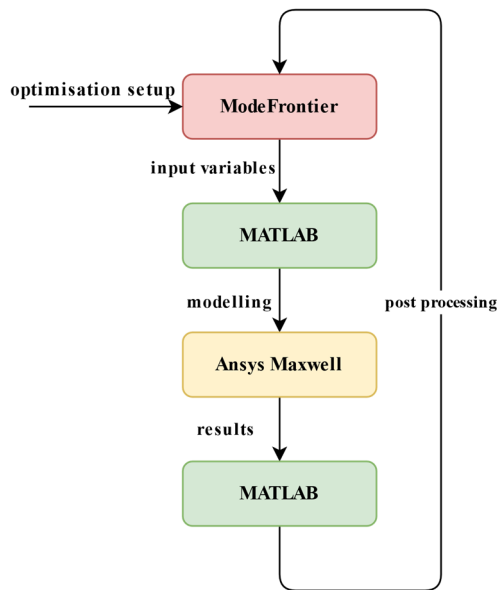 optimisation setup
ModeFrontier
input variables
MATLAB
modelling
post processing
Ansys Maxwell
results
MATLAB